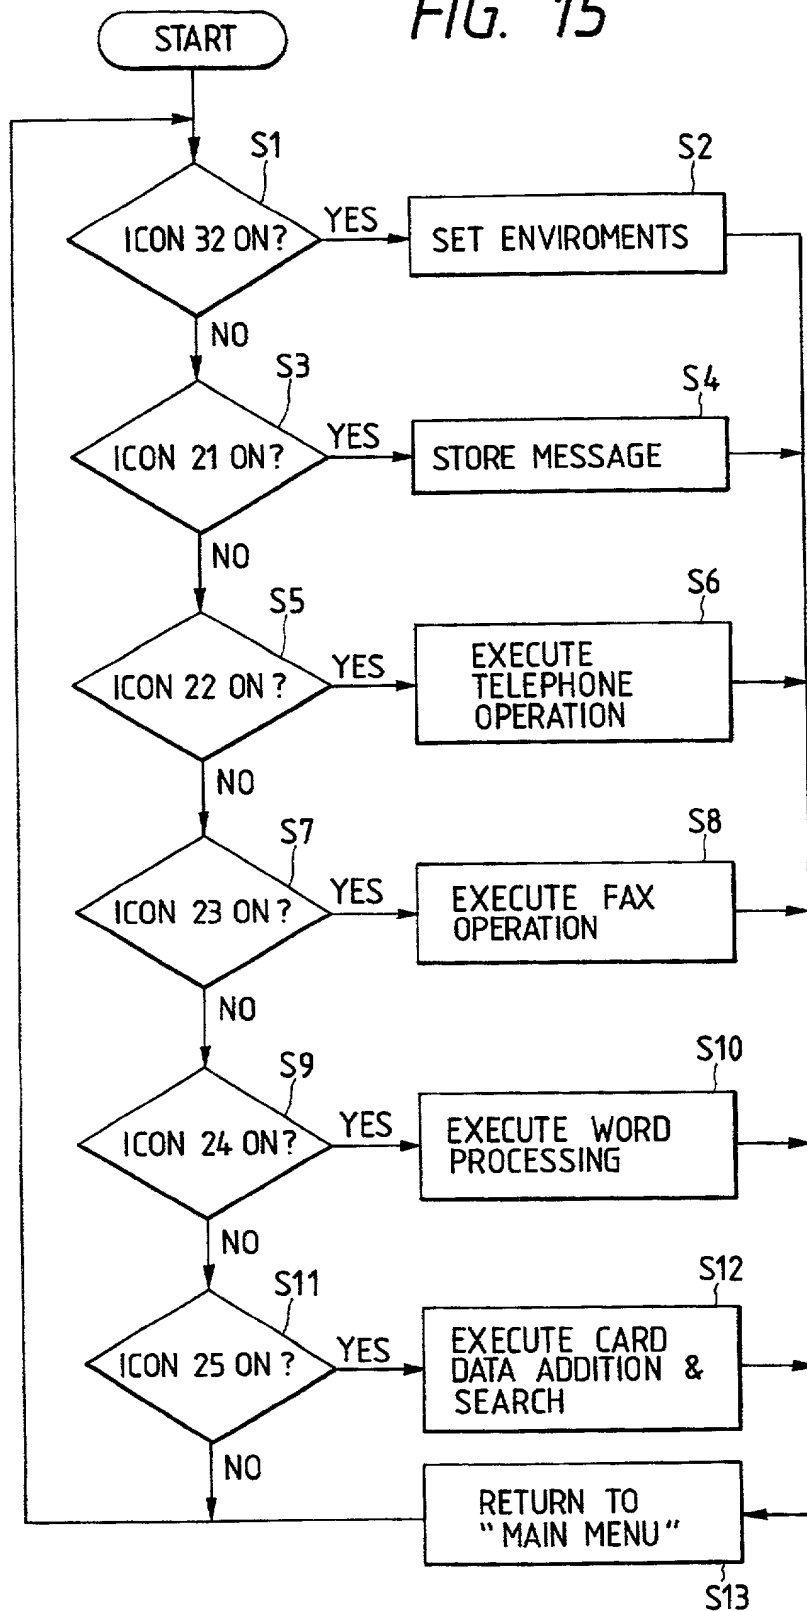 FIG. 15
START
S1
ICON 32 ON?
YES
S2
SET ENVIROMENTS
NO
S3
ICON 21 ON?
YES
S4
STORE MESSAGE
NO
S5
ICON 22 ON?
YES
S6
EXECUTE
TELEPHONE
OPERATION
NO
S7
ICON 23 ON?
YES
S8
EXECUTE FAX
OPERATION
NO
S9
ICON 24 ON?
YES
S10
EXECUTE WORD
PROCESSING
NO
S11
ICON 25 ON?
YES
S12
EXECUTE CARD
DATA ADDITION &
SEARCH
NO
RETURN TO
"MAIN MENU"
S13